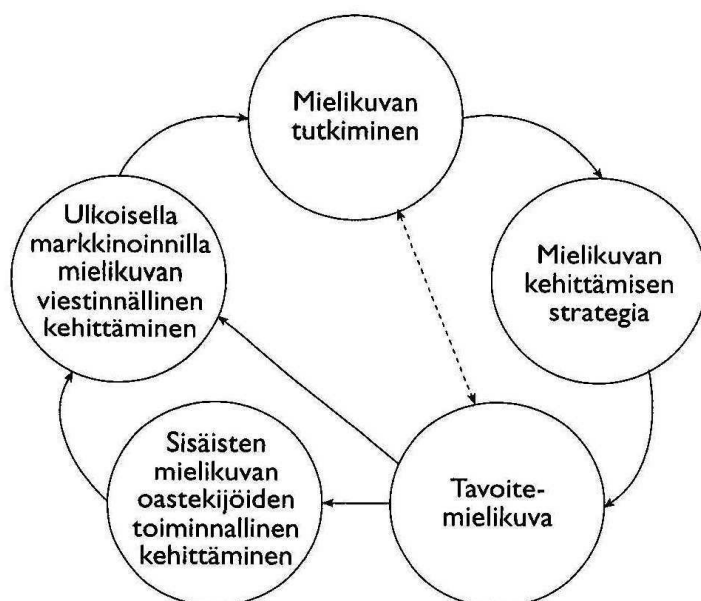 Mielikuvan
tutkiminen
Mielikuvan
kehittämisen
strategia
Tavoite-
mielikuva
Sisäisten
mielikuvan
oastekijöiden
toiminnallinen
kehittäminen
Ulkoisella
markkinoinnilla
mielikuvan
viestinnällinen
kehittäminen